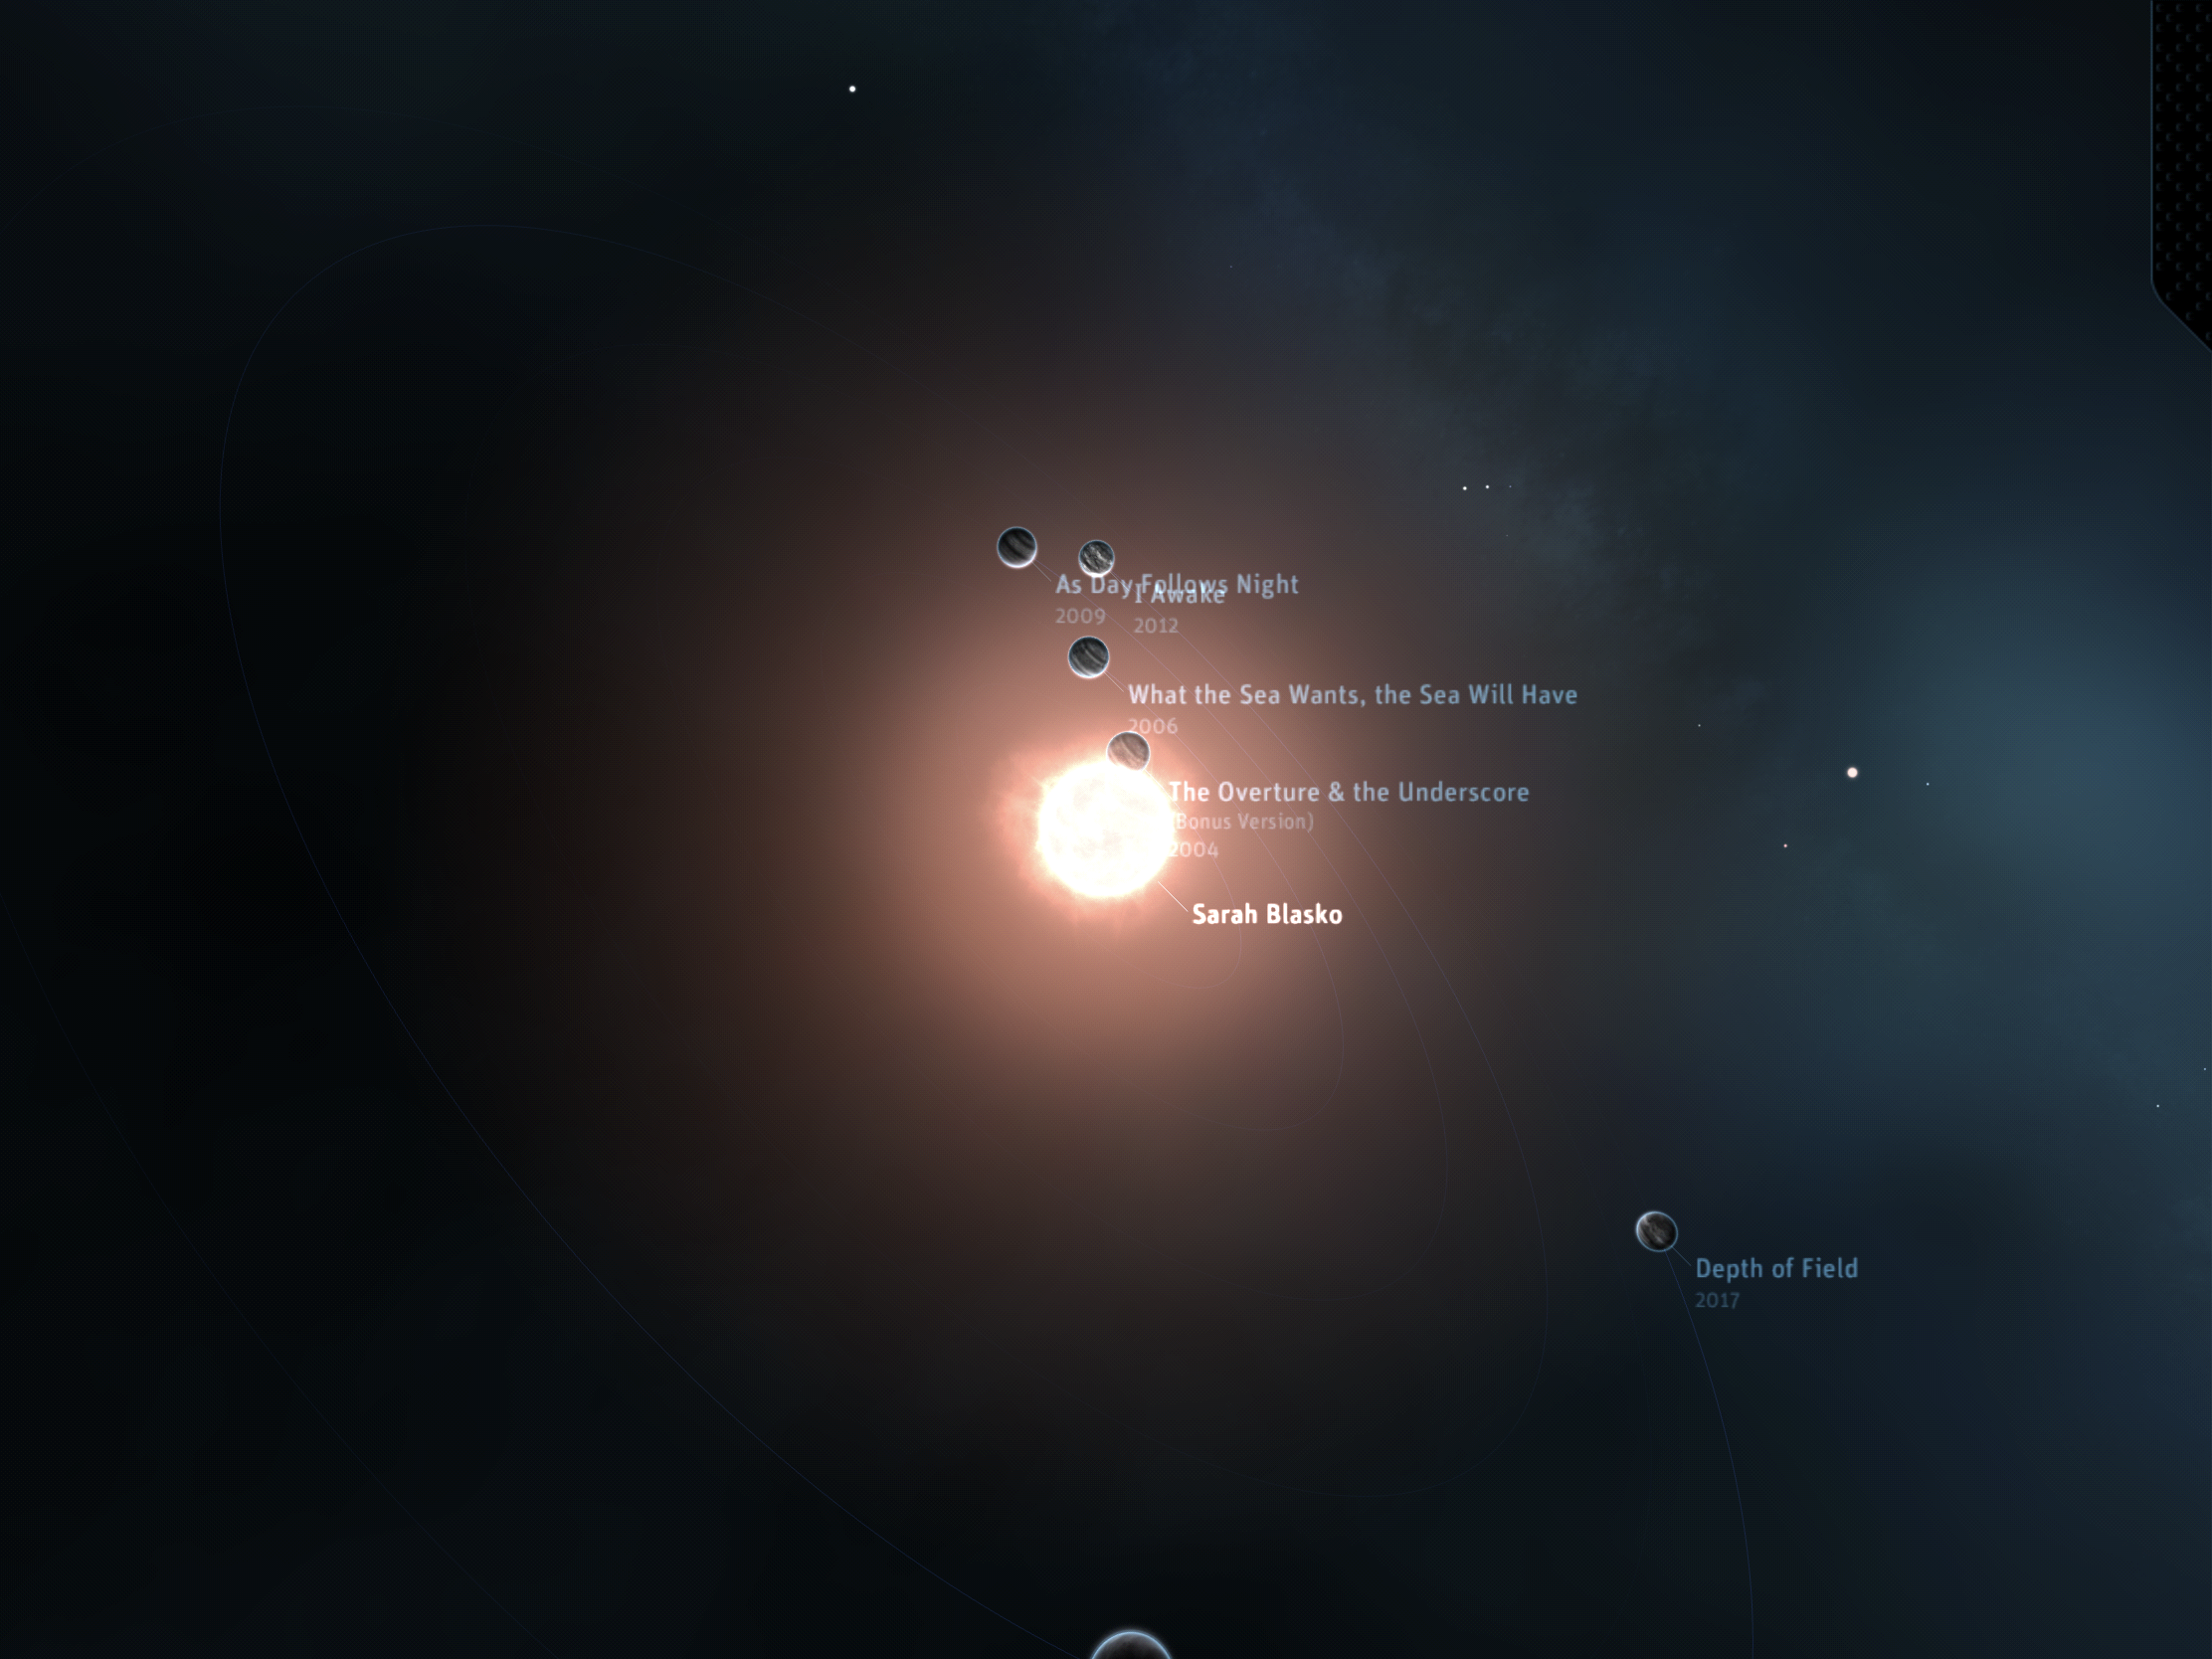 As Day Follows Night
2009
I Awake
2012
What the Sea Wants, the Sea Will Have
2006
The Overture & the Underscore
(Bonus Version)
2004
Sarah Blasko
Depth of Field
2017